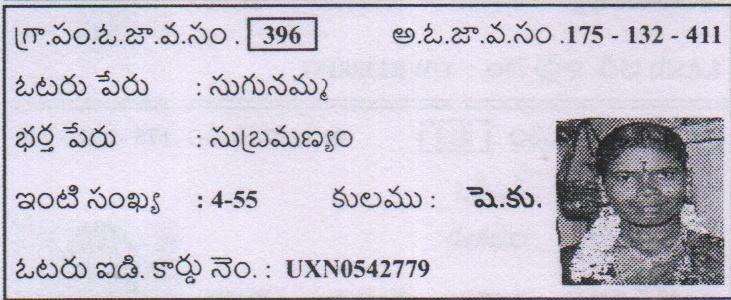 గ్రా.పం.ఓ.జా.వ.సం . 396 అ.ఓ.జా.వ.సం .175 - 132 - 411
ఓటరు పేరు : సుగునమ్మ
భర్త పేరు : సుబ్రమణ్యం
ఇంటి సంఖ్య : 4-55 కులము : షె.కు.
ఓటరు ఐడి. కార్డు నెం. : UXN0542779